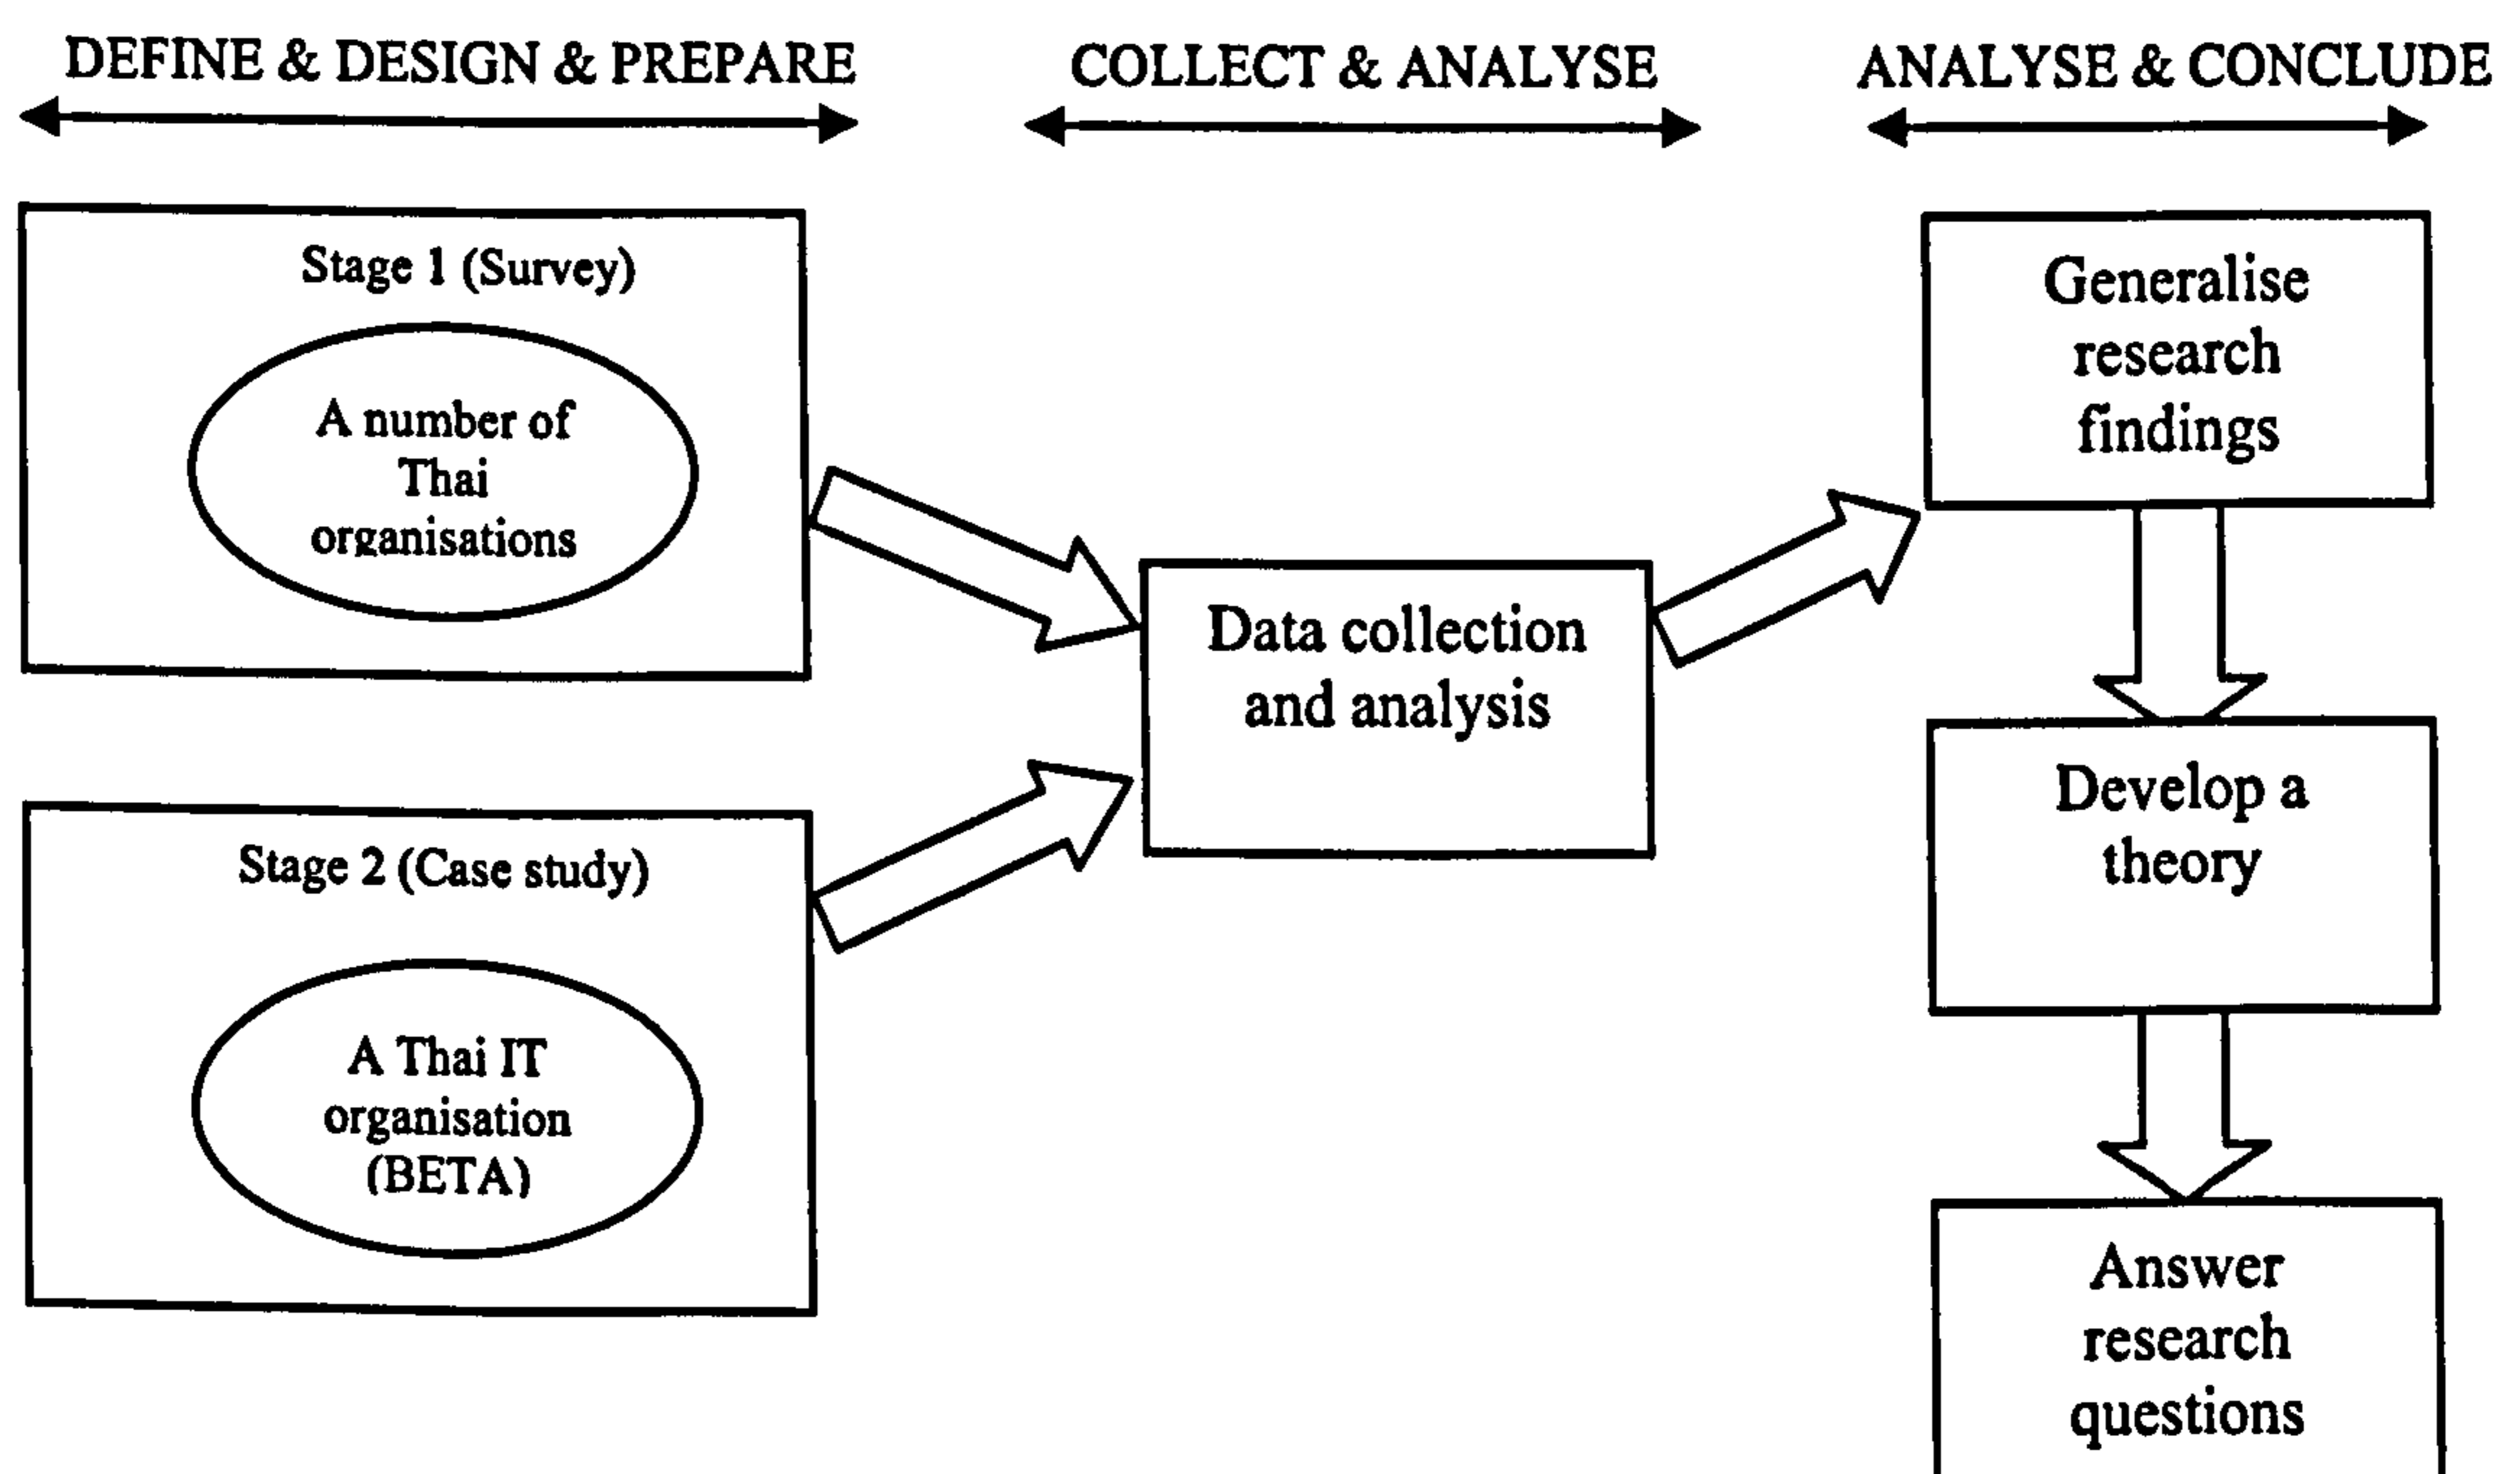 DEFINE & DESIGN & PREPARE
COLLECT & ANALYSE
ANALYSE & CONCLUDE
Stage 1 (Survey)
A number of
Thai
organisations
Stage 2 (Case study)
A Thai IT
organisation
(BETA)
Data collection
and analysis
Generalise
research
findings
Develop a
theory
Answer
research
questions